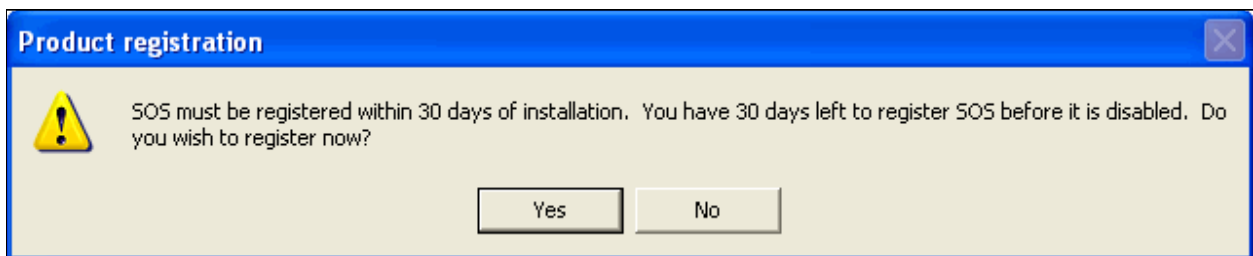 Product registration
SOS must be registered within 30 days of installation.  You have 30 days left to register SOS before it is disabled.  Do
you wish to register now?
Yes
No